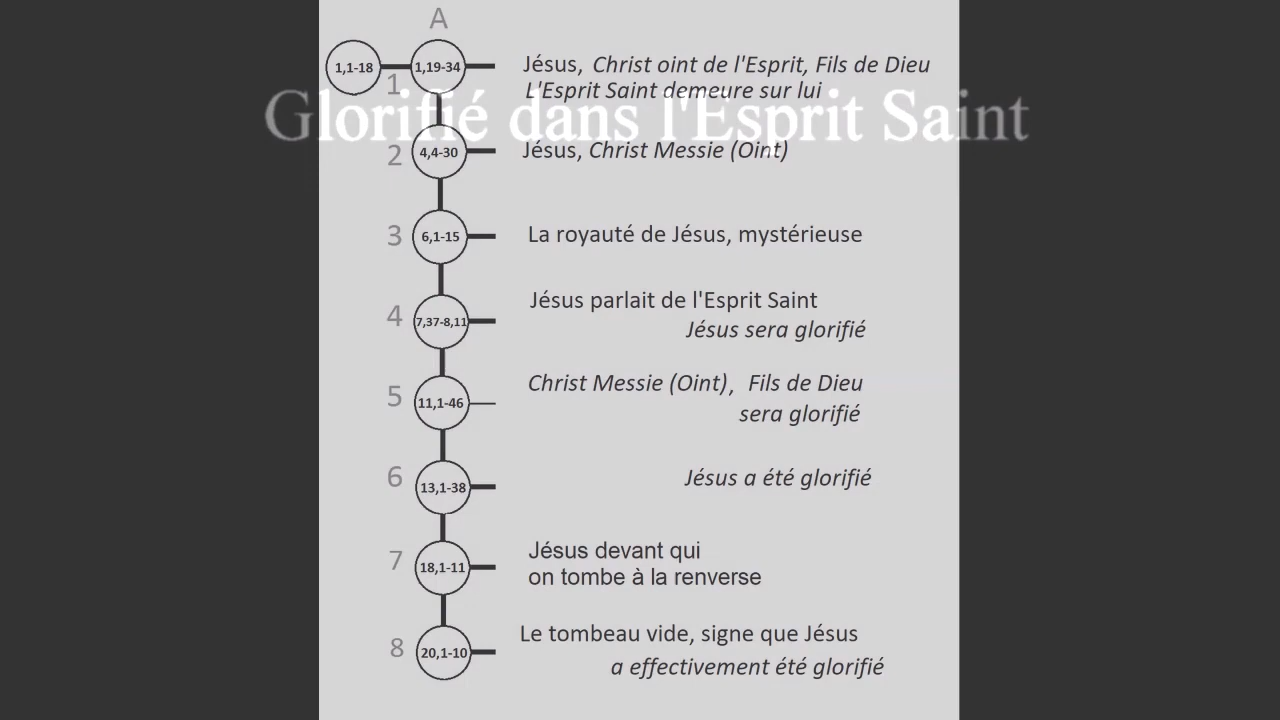 A
1,1-18
1
1,19-34
Jésus, Christ oint de l'Esprit, Fils de Dieu
L'Esprit Saint demeure sur lui
Glorifié dans l'Esprit Saint
2
4,4-30
Jésus, Christ Messie (Oint)
3
6,1-15
La royauté de Jésus, mystérieuse
4
7,37-8,11
Jésus parlait de l'Esprit Saint
Jésus sera glorifié
5
11,1-46
Christ Messie (Oint), Fils de Dieu
sera glorifié
6
13,1-38
Jésus a été glorifié
7
18,1-11
Jésus devant qui
on tombe à la renverse
8
20,1-10
Le tombeau vide, signe que Jésus
a effectivement été glorifié